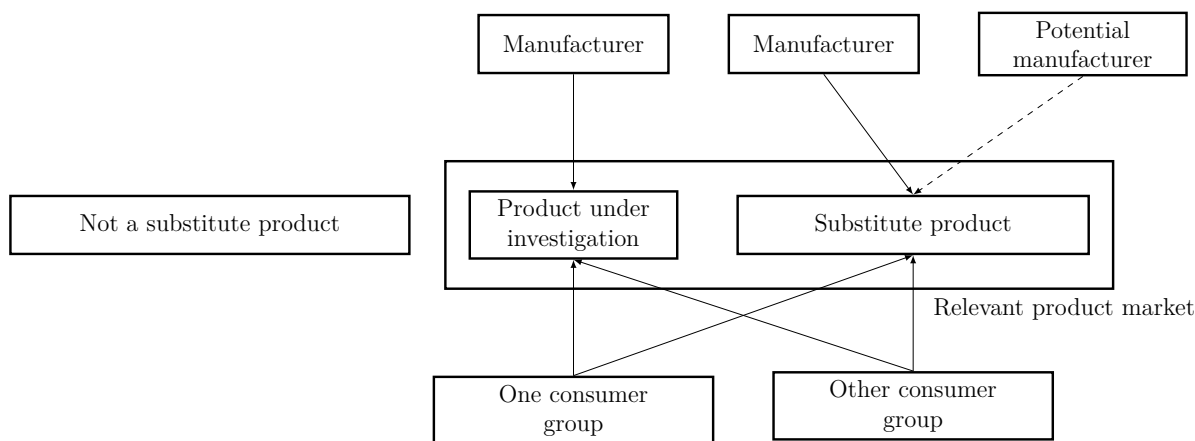 Manufacturer
Manufacturer
Potential
manufacturer
Not a substitute product
Product under
investigation
Substitute product
Relevant product market
One consumer
group
Other consumer
group